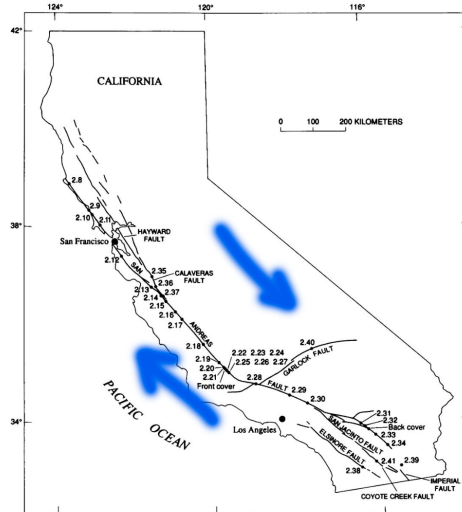 124°
120°
116°
42°
CALIFORNIA
0 100 200 KILOMETERS
2.8
2.9
2.10
2.11
38°
HAYWARD
FAULT
San Francisco
2.12
SAN
2.35
CALAVERAS
FAULT
2.36
2.37
2.13
2.14
2.15
2.16
2.17
ANDREAS
2.40
2.18
2.22 2.23 2.24
2.25 2.26 2.27
GARLOCK FAULT
2.19
2.20
2.21
Front cover
2.28
FAULT
2.29
2.30
PACIFIC OCEAN
34°
Los Angeles
2.31
2.32
Back cover
2.33
2.34
SAN JACINTO FAULT
ELSINORE FAULT
2.38
2.41
2.39
IMPERIAL
FAULT
COYOTE CREEK FAULT